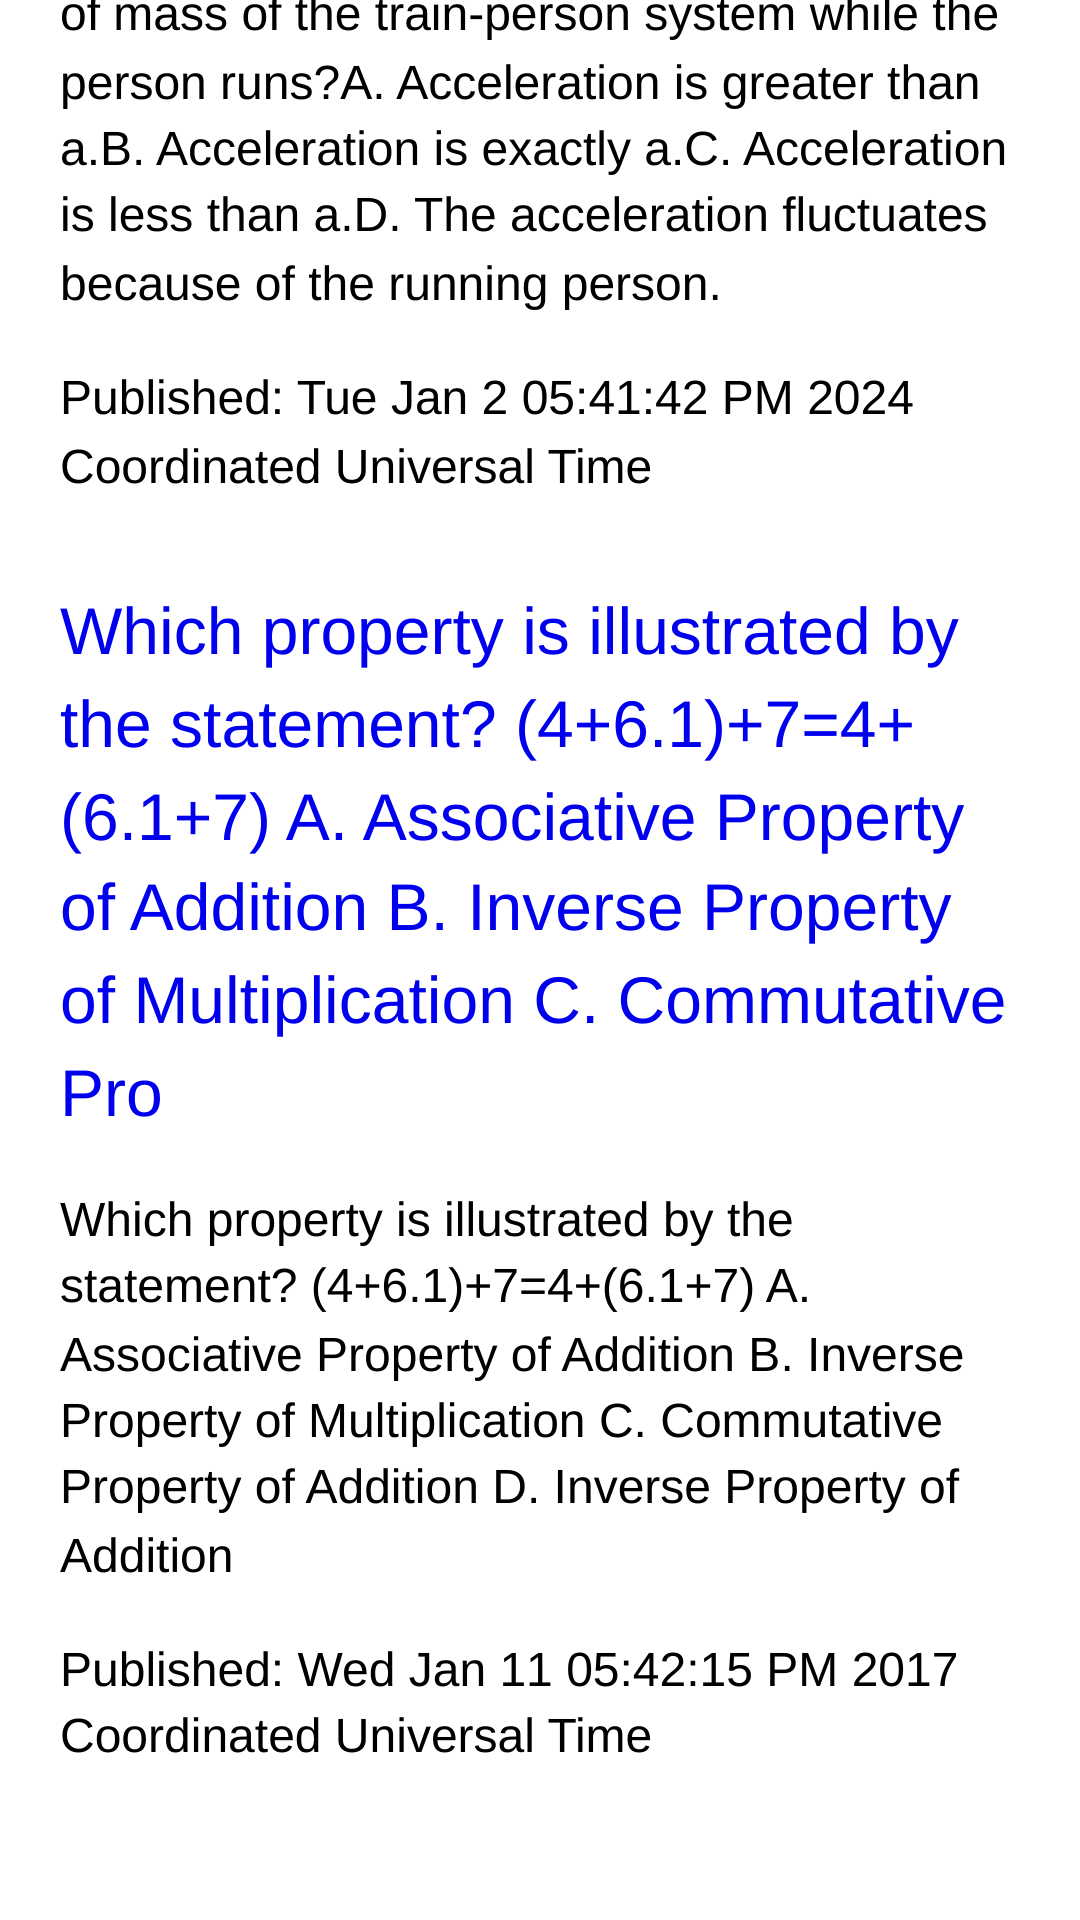 of mass of the train-person system while the
person runs?A. Acceleration is greater than
a.B. Acceleration is exactly a.C. Acceleration
is less than a.D. The acceleration fluctuates
because of the running person.
Published: Tue Jan 2 05:41:42 PM 2024
Coordinated Universal Time
Which property is illustrated by
the statement? (4+6.1)+7=4+
(6.1+7) A. Associative Property
of Addition B. Inverse Property
of Multiplication C. Commutative
Pro
Which property is illustrated by the
statement? (4+6.1)+7=4+(6.1+7) A.
Associative Property of Addition B. Inverse
Property of Multiplication C. Commutative
Property of Addition D. Inverse Property of
Addition
Published: Wed Jan 11 05:42:15 PM 2017
Coordinated Universal Time